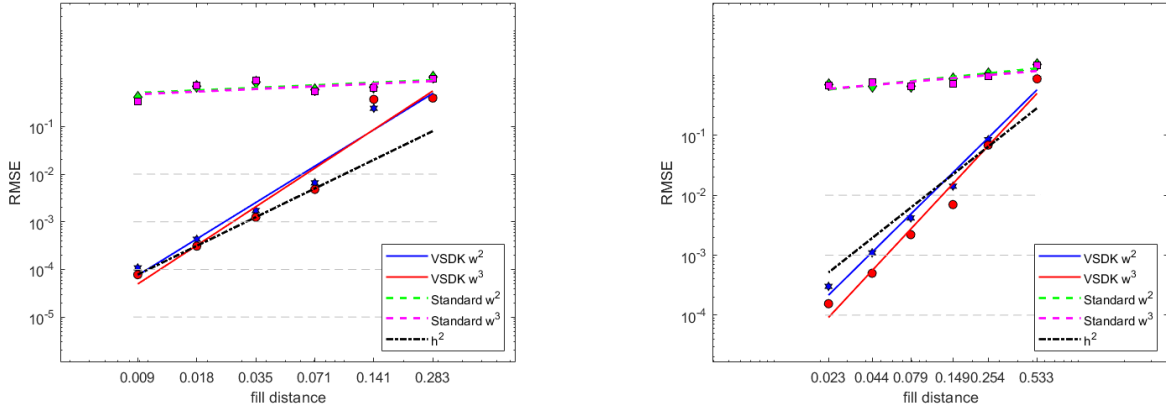 RMSE
10^-1
10^-2
10^-3
10^-4
10^-5
0.009 0.018 0.035 0.071 0.141 0.283
fill distance
VSDK w^2
VSDK w^3
Standard w^2
Standard w^3
h^2
RMSE
10^-1
10^-2
10^-3
10^-4
0.023 0.044 0.079 0.149 0.254 0.533
fill distance
VSDK w^2
VSDK w^3
Standard w^2
Standard w^3
h^2